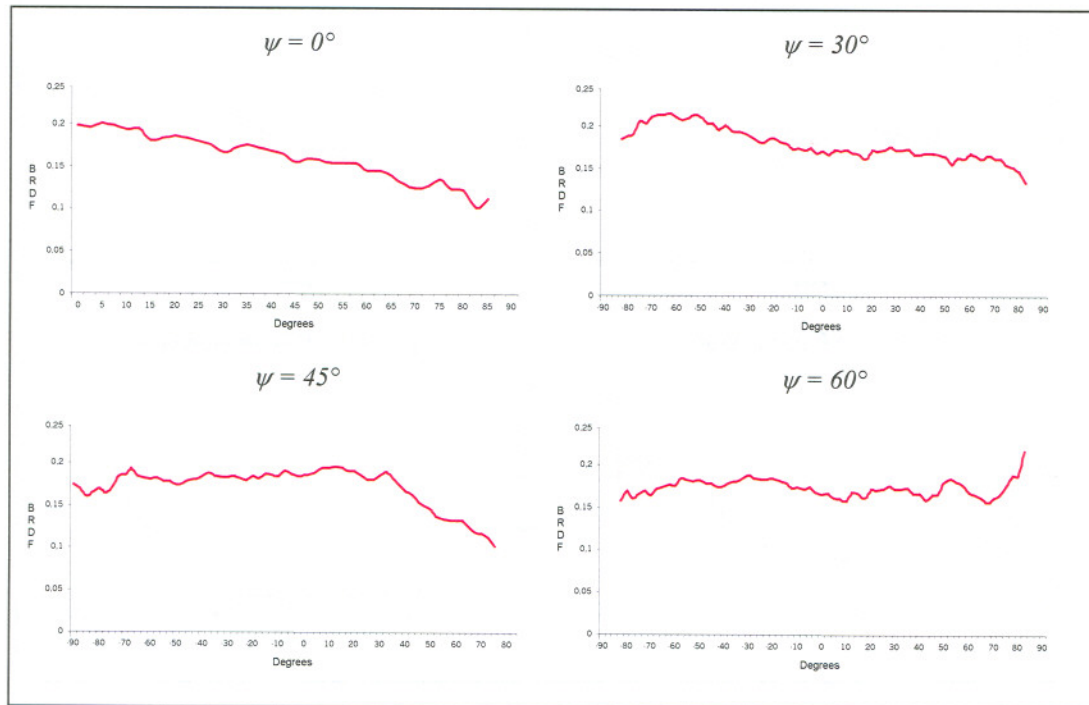 ψ = 0°
0,25
0,2
0,15
0,1
0,05
0
B
R
D
F
0 5 10 15 20 25 30 35 40 45 50 55 60 65 70 75 80 85 90
Degrees
ψ = 30°
0,25
0,2
0,15
0,1
0,05
0
B
R
D
F
-90 -80 -70 -60 -50 -40 -30 -20 -10 0 10 20 30 40 50 60 70 80 90
Degrees
ψ = 45°
0,25
0,2
0,15
0,1
0,05
0
B
R
D
F
-90 -80 -70 -60 -50 -40 -30 -20 -10 0 10 20 30 40 50 60 70 80
Degrees
ψ = 60°
0,25
0,2
0,15
0,1
0,05
0
B
R
D
F
-90 -80 -70 -60 -50 -40 -30 -20 -10 0 10 20 30 40 50 60 70 80 90
Degrees